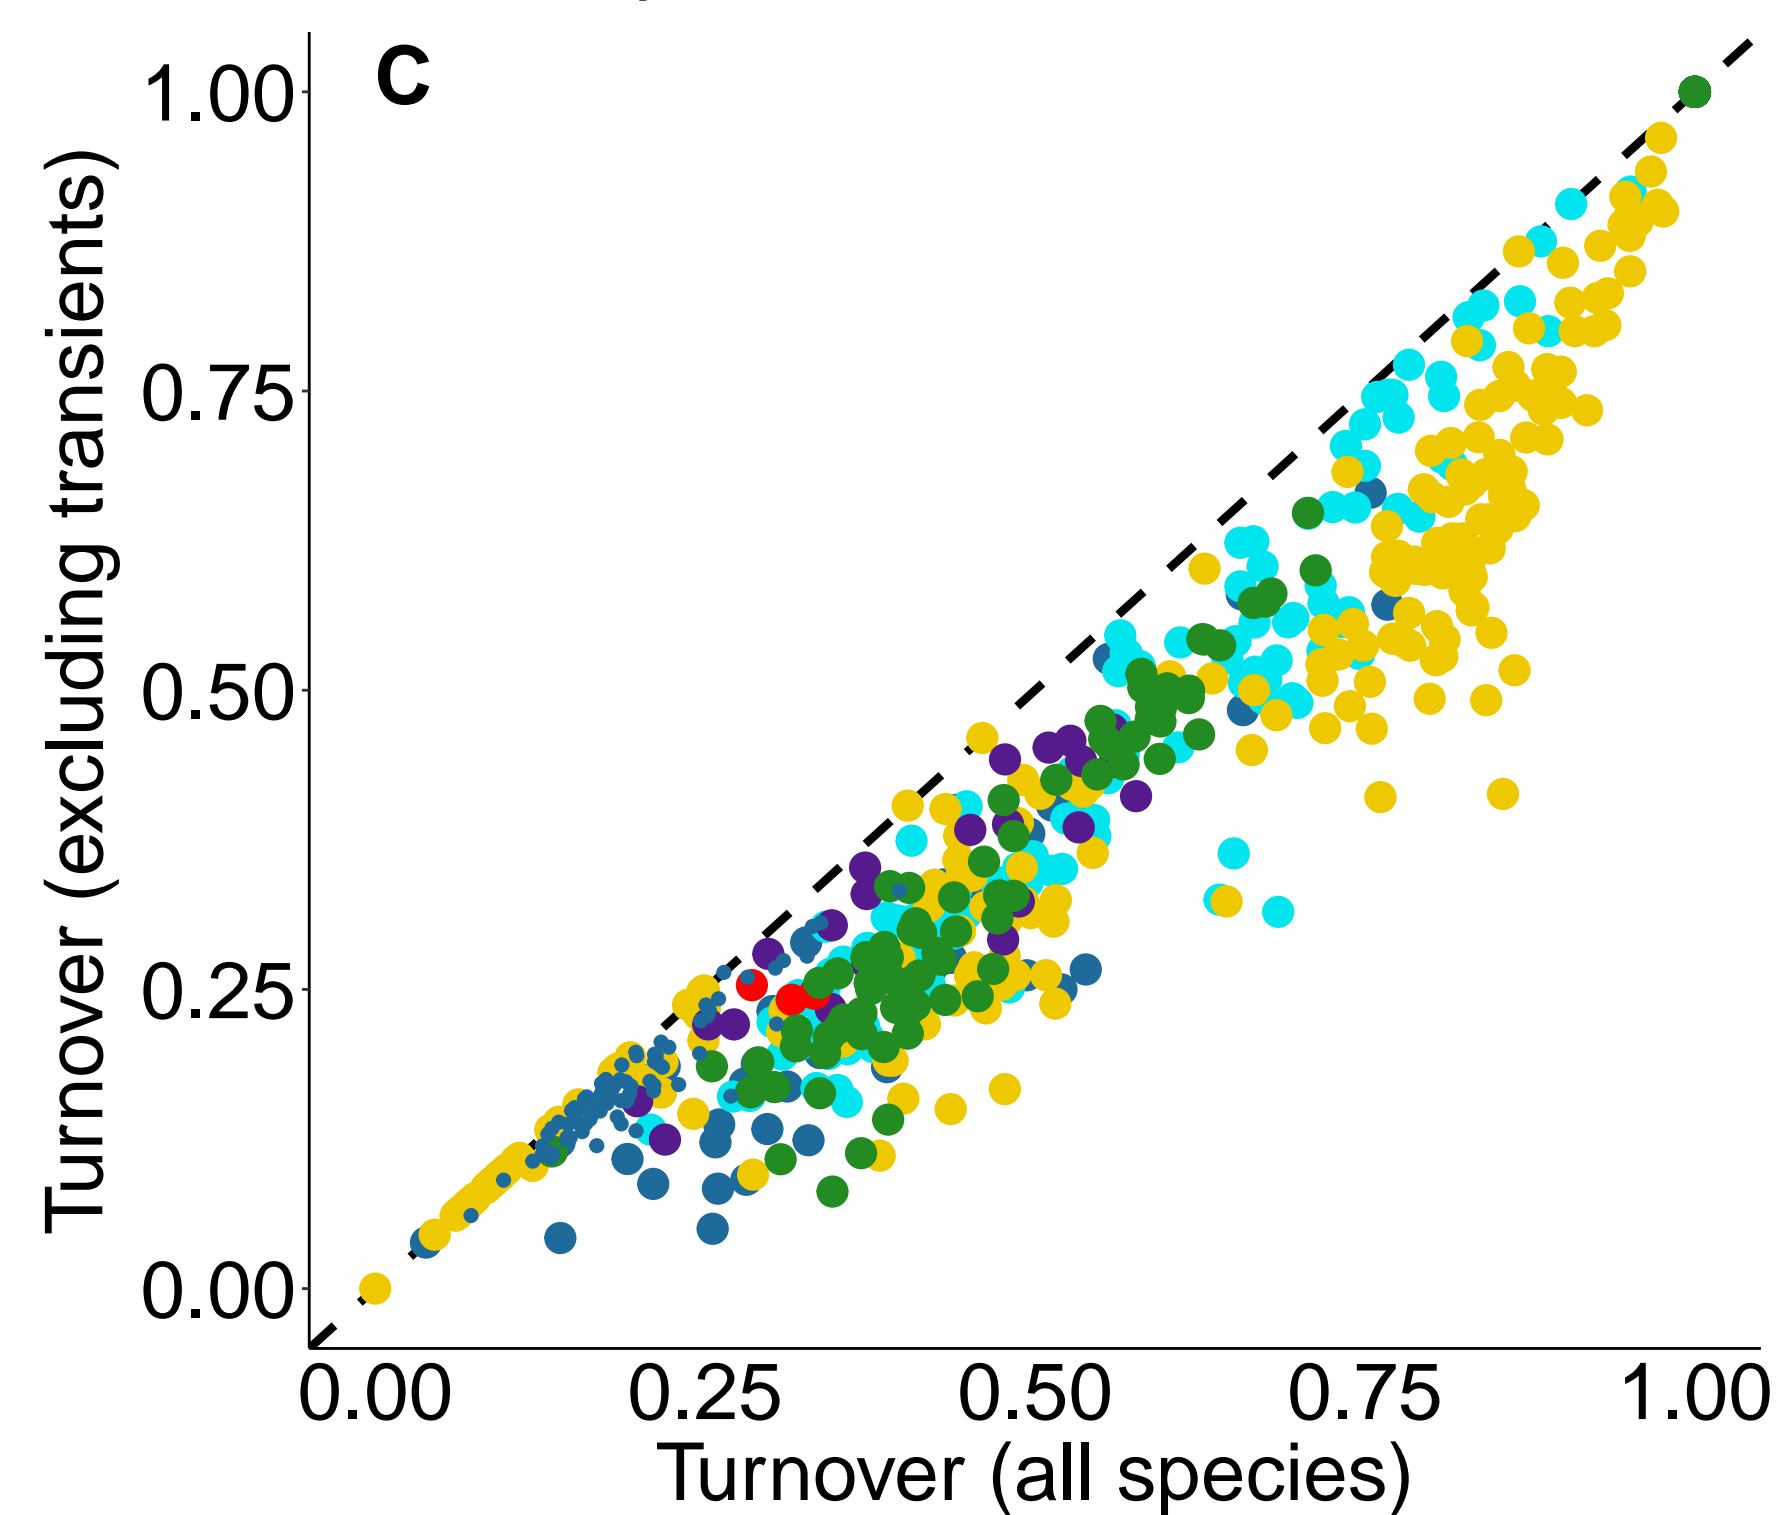 C
1.00
0.75
0.50
0.25
0.00
Turnover (excluding transients)
0.00 0.25 0.50 0.75 1.00
Turnover (all species)